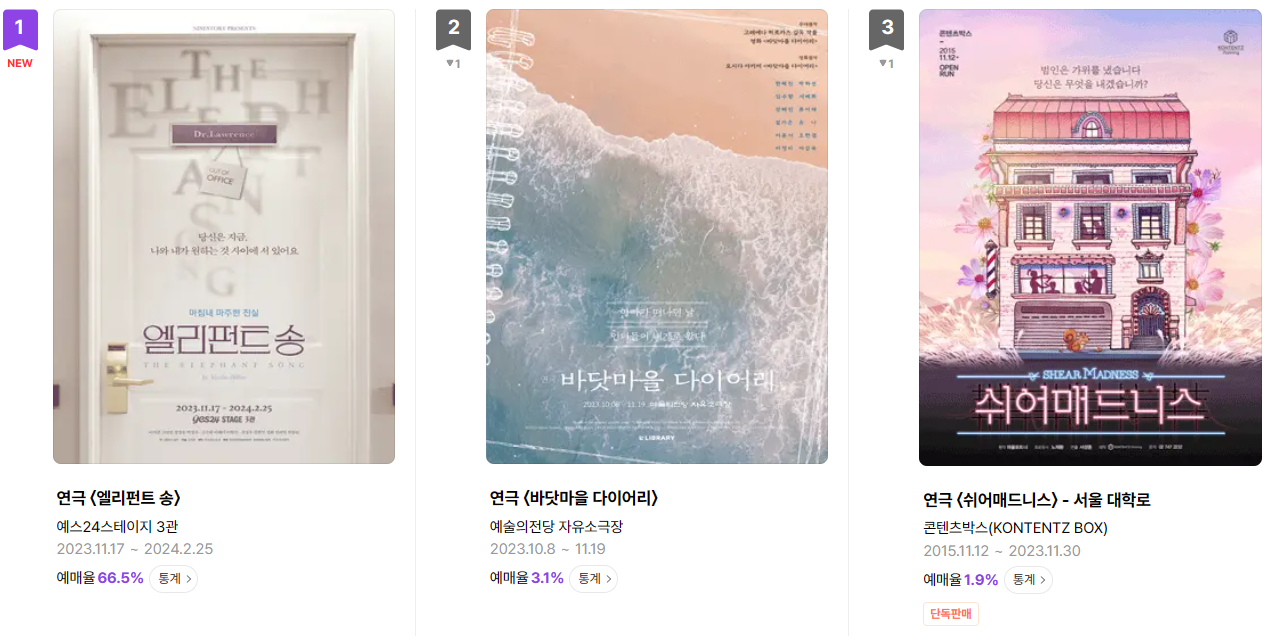 1
NEW
THE
ELEPHANT
SONG
Dr.Lawrence
OUT OF
OFFICE
당신은 지금,
나와 내가 원하는 것 사이에 서 있어요
마침내 마주한 진실
엘리펀트 송
THE ELEPHANT SONG
2023.11.17 - 2024.2.25
yes24 STAGE 3관
연극 〈엘리펀트 송〉
예스24스테이지 3관
2023.11.17 ~ 2024.2.25
예매율 66.5%
통계 >
2
♥1
바닷마을 다이어리
2023.10.08 - 11.19 예술의전당 자유소극장
LIBRARY
연극 〈바닷마을 다이어리〉
예술의전당 자유소극장
2023.10.8 ~ 11.19
예매율 3.1%
통계 >
3
♥1
콘텐츠박스
2015
11.12~
OPEN
RUN
KONTENTZ
범인은 가위를 냈습니다
당신은 무엇을 내겠습니까?
SHEAR MADNESS
쉬어매드니스
연극 〈쉬어매드니스〉 - 서울 대학로
콘텐츠박스(KONTENTZ BOX)
2015.11.12 ~ 2023.11.30
예매율 1.9%
통계 >
단독판매